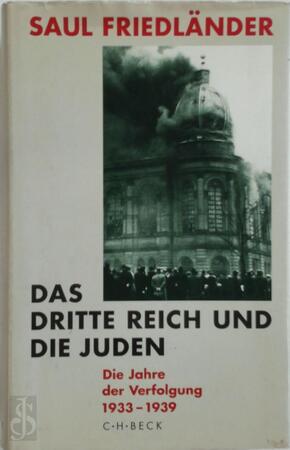 SAUL FRIEDLÄNDER
DAS
DRITTE REICH UND
DIE JUDEN
Die Jahre
der Verfolgung
1933–1939
C·H·BECK